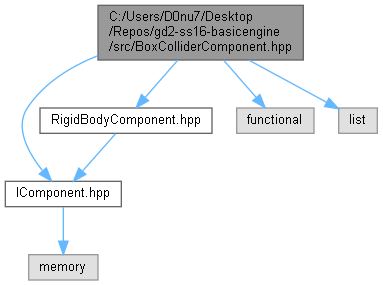 C:/Users/D0nu7/Desktop
/Repos/gd2-ss16-basicengine
/src/BoxColliderComponent.hpp
RigidBodyComponent.hpp
functional
list
IComponent.hpp
memory